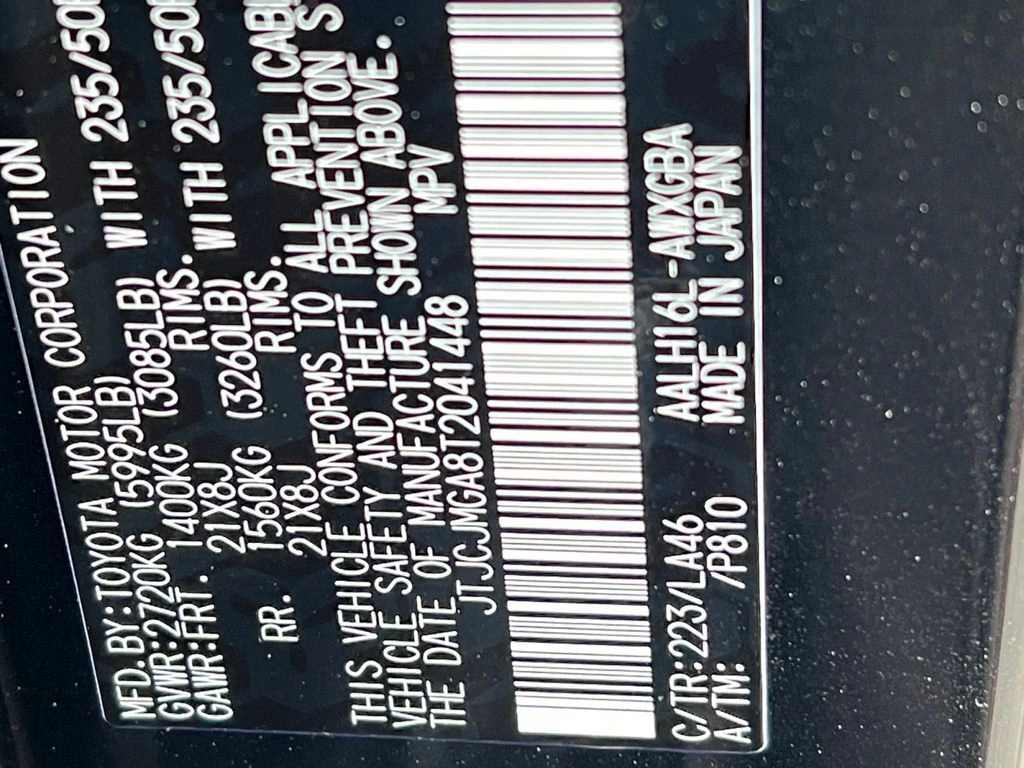 MFD.BY:TOYOTA MOTOR CORPORATION
GVWR:2720KG (5995LB)
GAWR:FRT. 1400KG (3085LB) WITH 235/50
21X8J RIMS.
RR. 1560KG (3260LB) WITH 235/50
21X8J RIMS.
THIS VEHICLE CONFORMS TO ALL APPLICAB
VEHICLE SAFETY AND THEFT PREVENTION S
THE DATE OF MANUFACTURE SHOWN ABOVE.
JTJCJMGA8T2041448 MPV
C/TR:223/LA46 AALH16L-AWXGBA
A/TM: /P810 MADE IN JAPAN